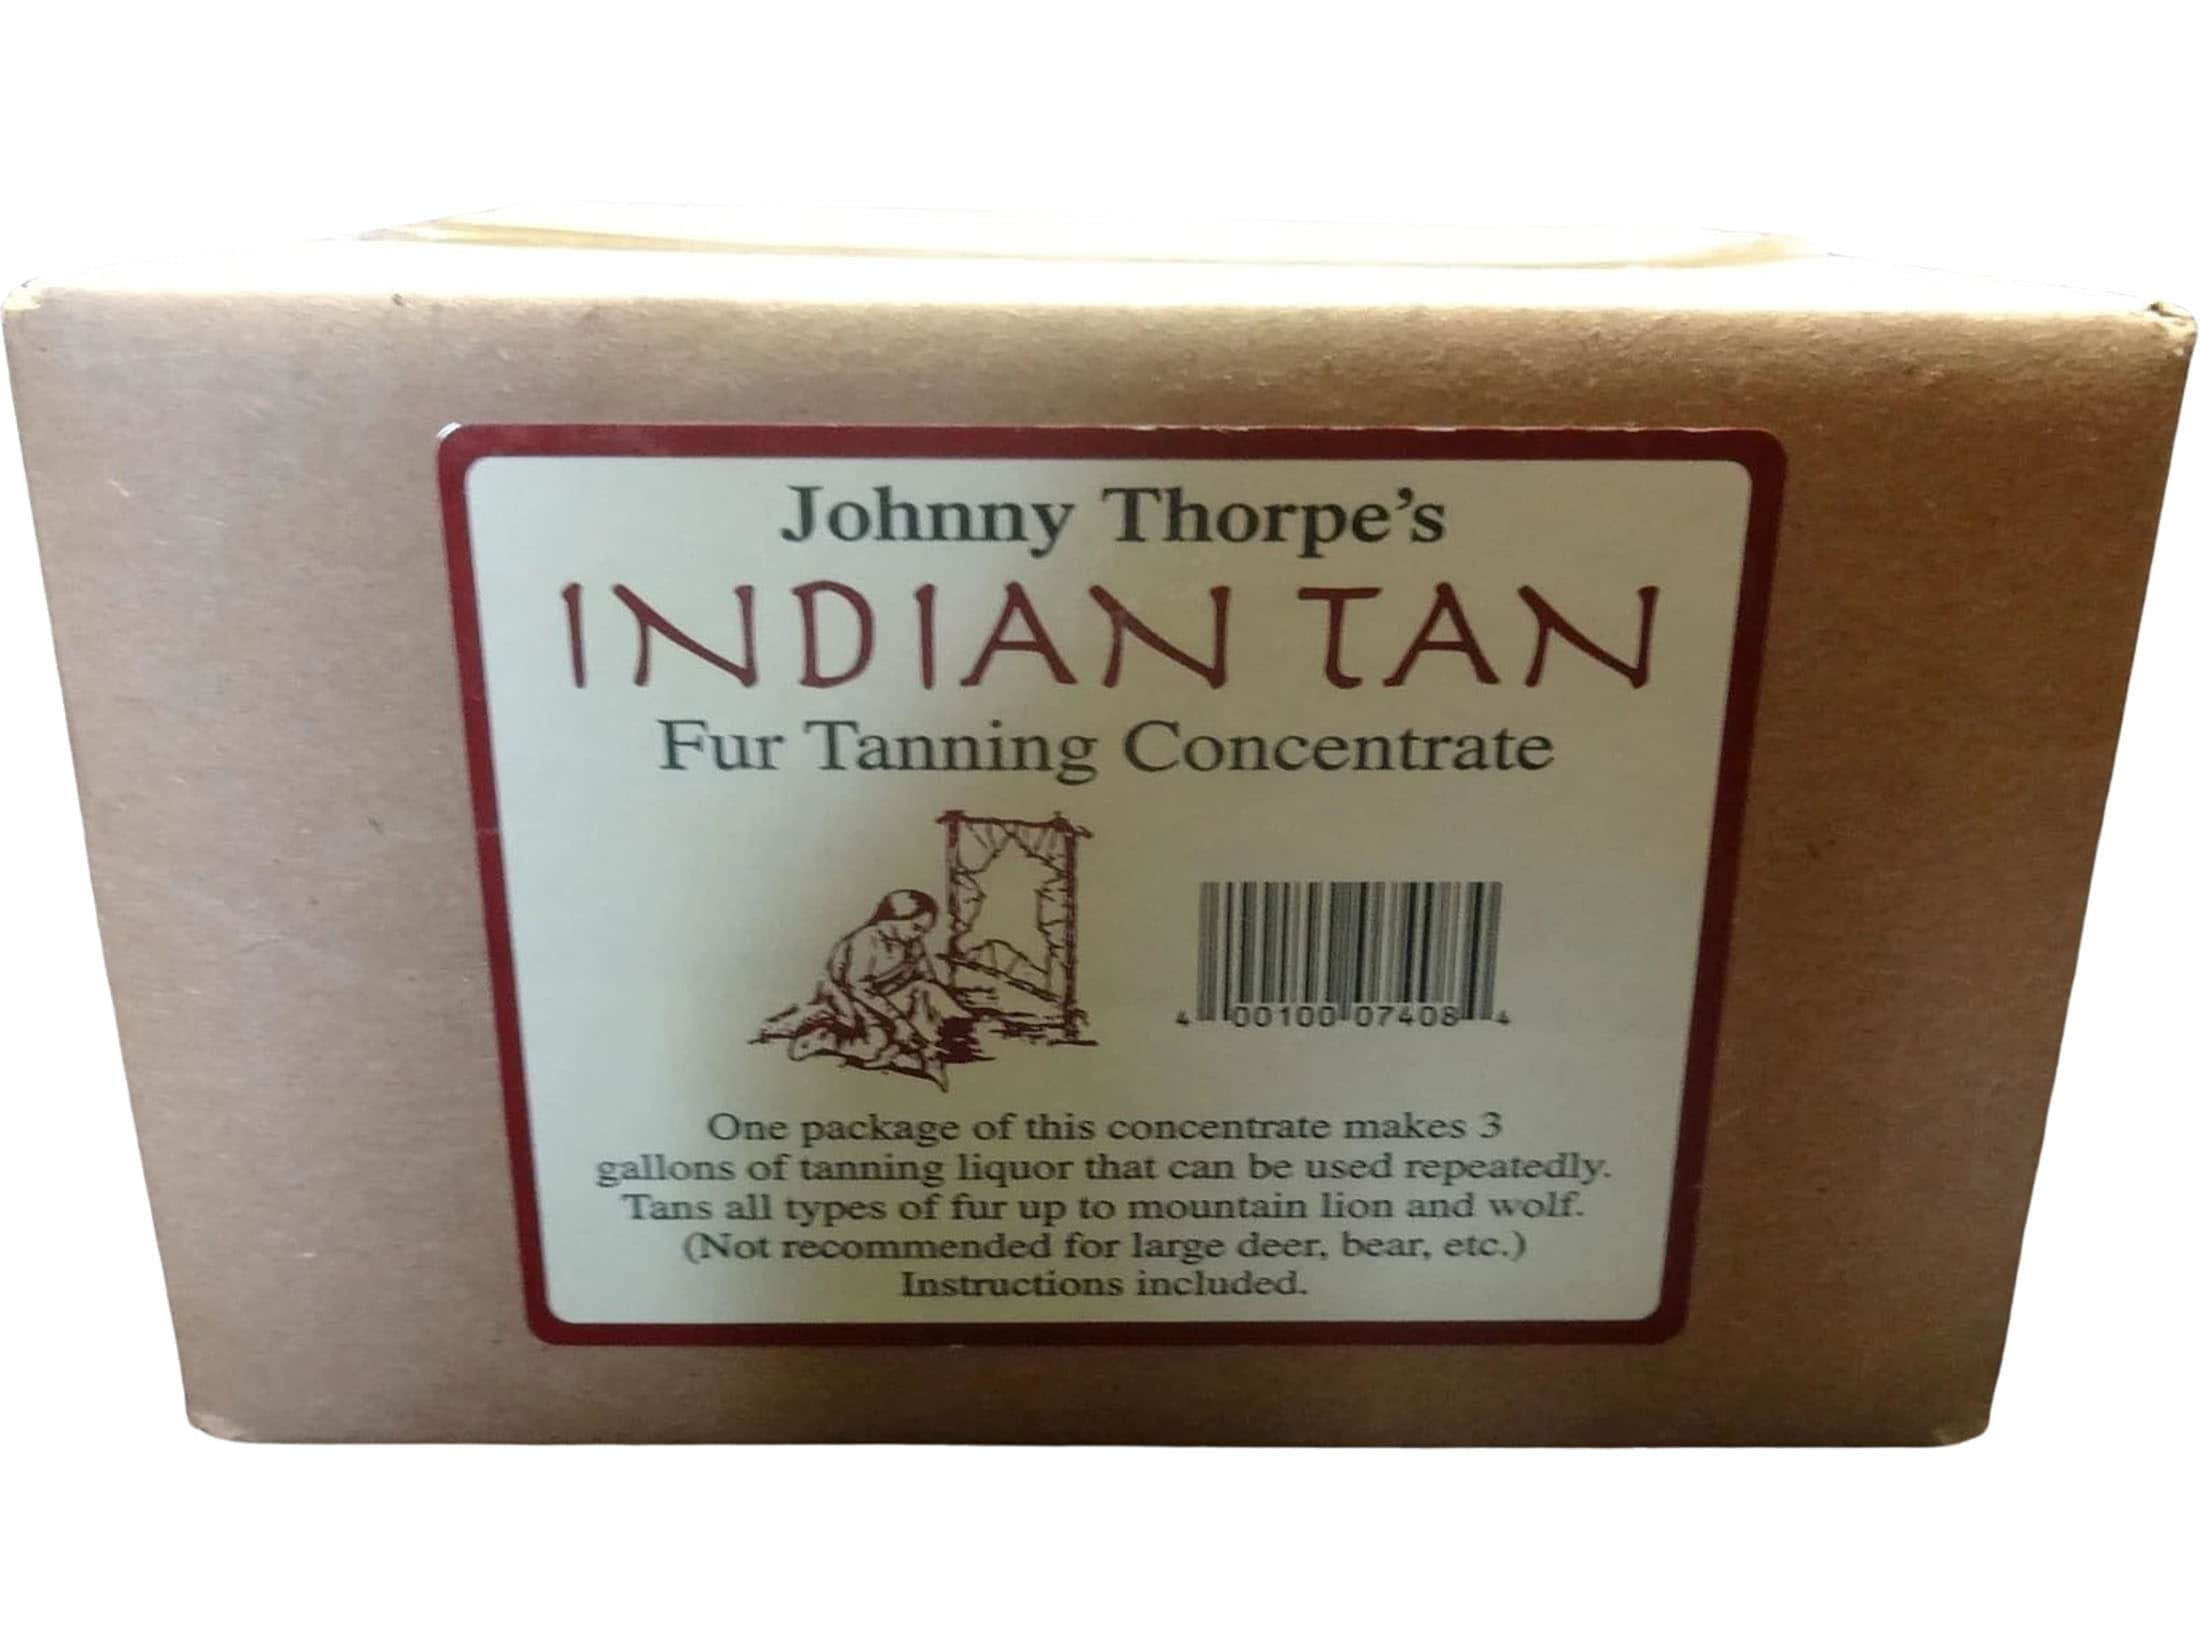 Johnny Thorpe's
INDIAN TAN
Fur Tanning Concentrate
4 00100 07408 4
One package of this concentrate makes 3
gallons of tanning liquor that can be used repeatedly.
Tans all types of fur up to mountain lion and wolf.
(Not recommended for large deer, bear, etc.)
Instructions included.